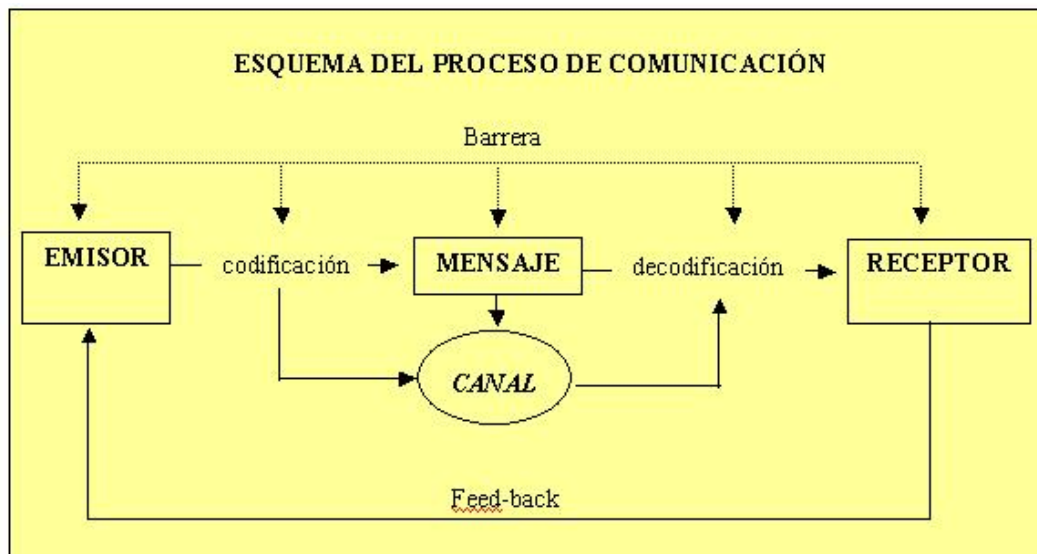 ESQUEMA DEL PROCESO DE COMUNICACIÓN
Barrera
EMISOR
codificación
MENSAJE
decodificación
RECEPTOR
CANAL
Feed-back